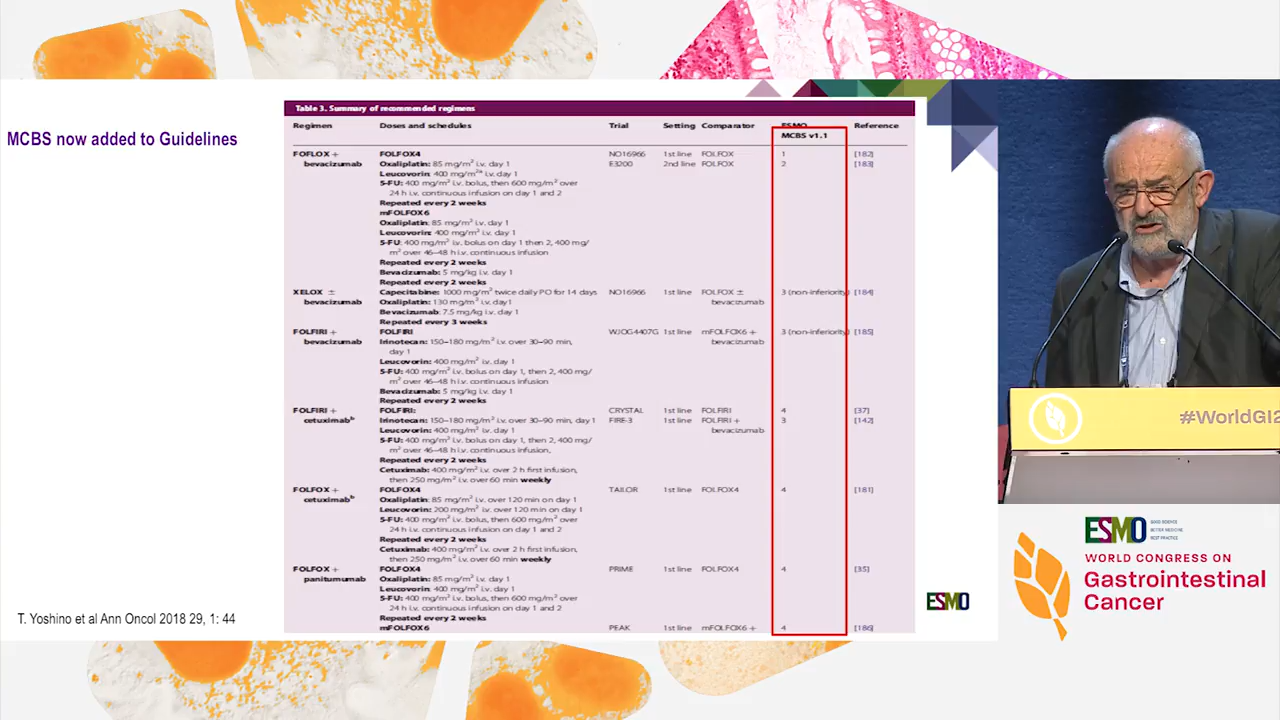 MCBS now added to Guidelines
Table 3. Summary of recommended regimens
Regimen Doses and schedules Trial Setting Comparator ESMO
MCBS v1.1 Reference
FOFLOX + FOLFOX4 NO16966 1st line FOLFOX 1 [182]
bevacizumab Oxaliplatin: 85 mg/m² i.v. day 1 E3200 2nd line FOLFOX 2 [183]
Leucovorin: 400 mg/m²ᵃ i.v. day 1
5-FU: 400 mg/m² i.v. bolus, then 600 mg/m² over
24 h i.v. continuous infusion on day 1 and 2
Repeated every 2 weeks
mFOLFOX6
Oxaliplatin: 85 mg/m² i.v. day 1
Leucovorin: 400 mg/m² i.v. day 1
5-FU: 400 mg/m² i.v. bolus on day 1 then 2, 400 mg/
m² over 46–48 h i.v. continuous infusion
Repeated every 2 weeks
Bevacizumab: 5 mg/kg i.v. day 1
Repeated every 2 weeks
XELOX ± Capecitabine: 1000 mg/m² twice daily PO for 14 days NO16966 1st line FOLFOX ± 3 (non-inferiority) [184]
bevacizumab Oxaliplatin: 130 mg/m² i.v. day1 bevacizumab
Bevacizumab: 7.5 mg/kg i.v. day 1
Repeated every 3 weeks
FOLFIRI + FOLFIRI WJOG4407G 1st line mFOLFOX6 + 3 (non-inferiority) [185]
bevacizumab Irinotecan: 150–180 mg/m² i.v. over 30–90 min, bevacizumab
day 1
Leucovorin: 400 mg/m² i.v. day 1
5-FU: 400 mg/m² i.v. bolus on day 1, then 2, 400 mg/
m² over 46–48 h i.v. continuous infusion
Bevacizumab: 5 mg/kg i.v. day 1
Repeated every 2 weeks
FOLFIRI + FOLFIRI: CRYSTAL 1st line FOLFIRI 4 [37]
cetuximabᵇ Irinotecan: 150–180 mg/m² i.v. over 30–90 min, day 1 FIRE-3 1st line FOLFIRI + 3 [142]
Leucovorin: 400 mg/m² i.v. day 1 bevacizumab
5-FU: 400 mg/m² i.v. bolus on day 1, then 2, 400 mg/
m² over 46–48 h i.v. continuous infusion,
Repeated every 2 weeks
Cetuximab: 400 mg/m² i.v. over 2 h first infusion,
then 250 mg/m² i.v. over 60 min weekly
FOLFOX + FOLFOX4 TAILOR 1st line FOLFOX4 4 [181]
cetuximabᵇ Oxaliplatin: 85 mg/m² i.v. over 120 min on day 1
Leucovorin: 200 mg/m² i.v. over 120 min on day 1
5-FU: 400 mg/m² i.v. bolus, then 600 mg/m² over
24 h i.v. continuous infusion on day 1 and 2
Repeated every 2 weeks
Cetuximab: 400 mg/m² i.v. over 2 h first infusion,
then 250 mg/m² i.v. over 60 min weekly
FOLFOX + FOLFOX4 PRIME 1st line FOLFOX4 4 [35]
panitumumab Oxaliplatin: 85 mg/m² i.v. day 1
Leucovorin: 400 mg/m² i.v. day 1
5-FU: 400 mg/m² i.v. bolus, then 600 mg/m² over
24 h i.v. continuous infusion on day 1 and 2
Repeated every 2 weeks
mFOLFOX6 PEAK 1st line mFOLFOX6 + 4 [186]
T. Yoshino et al Ann Oncol 2018 29, 1: 44
ESMO
#WorldGI2
ESMO
GOOD SCIENCE
BETTER MEDICINE
BEST PRACTICE
WORLD CONGRESS ON
Gastrointestinal
Cancer